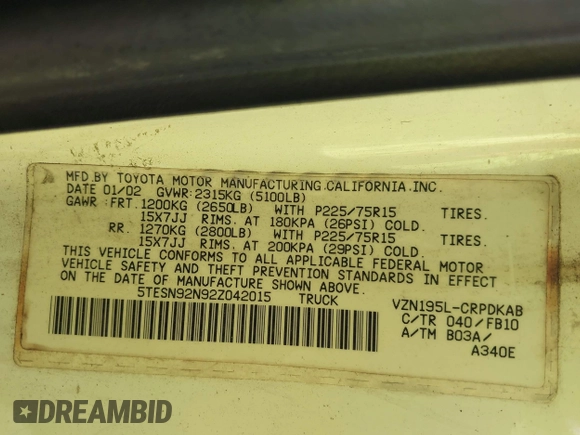 MFD.BY TOYOTA MOTOR MANUFACTURING.CALIFORNIA.INC.
DATE 01/02 GVWR:2315KG (5100LB)
GAWR :FRT.1200KG (2650LB) WITH P225/75R15 TIRES.
15X7JJ RIMS. AT 180KPA (26PSI) COLD.
RR. 1270KG (2800LB) WITH P225/75R15 TIRES.
15X7JJ RIMS. AT 200KPA (29PSI) COLD.
THIS VEHICLE CONFORMS TO ALL APPLICABLE FEDERAL MOTOR
VEHICLE SAFETY AND THEFT PREVENTION STANDARDS IN EFFECT
ON THE DATE OF MANUFACTURE SHOWN ABOVE.
5TESN92N92Z042015 TRUCK
VZN195L-CRPDKAB
C/TR 040/FB10
A/TM B03A/
A340E
DREAMBID